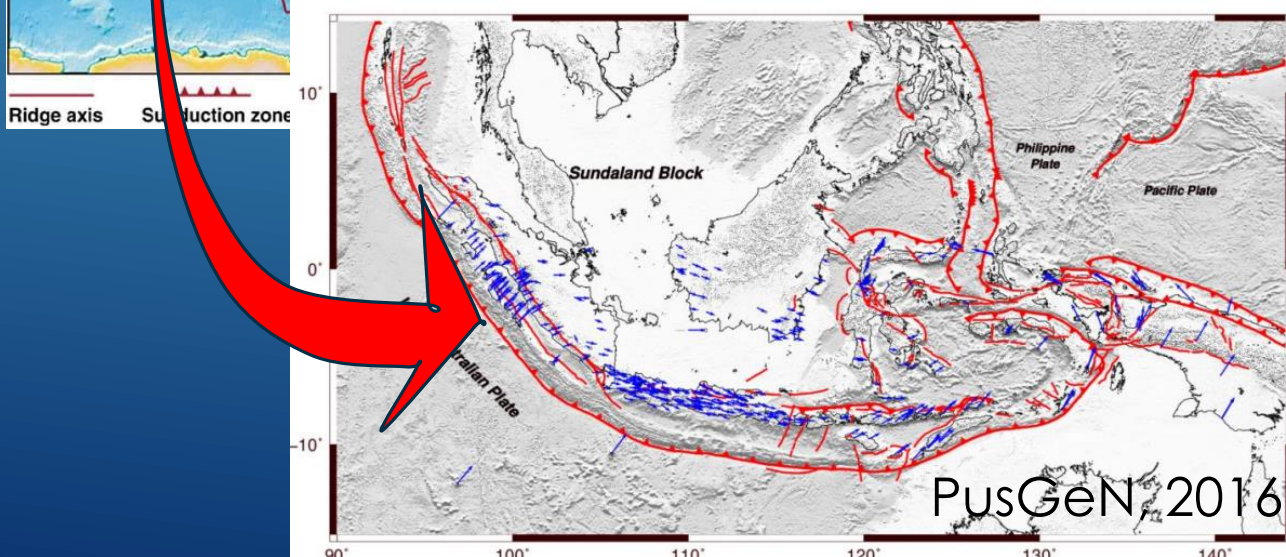 Ridge axis
Subduction zone
10°
Sundaland Block
Philippine
Plate
Pacific Plate
0°
tralian Plate
-10°
PusGeN, 2016
90°
100°
110°
120°
130°
140°